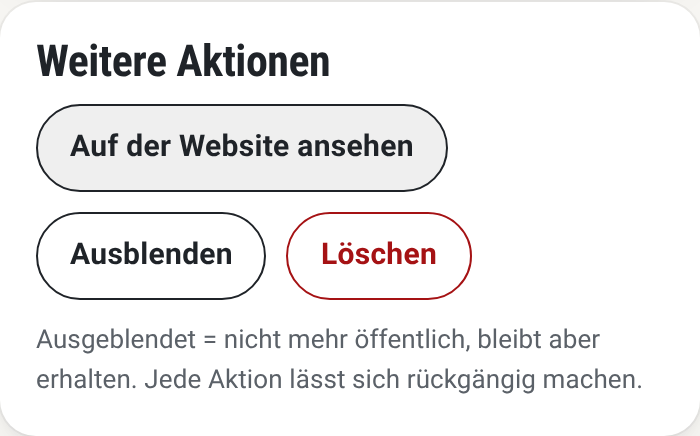 Weitere Aktionen
Auf der Website ansehen
Ausblenden
Löschen
Ausgeblendet = nicht mehr öffentlich, bleibt aber
erhalten. Jede Aktion lässt sich rückgängig machen.